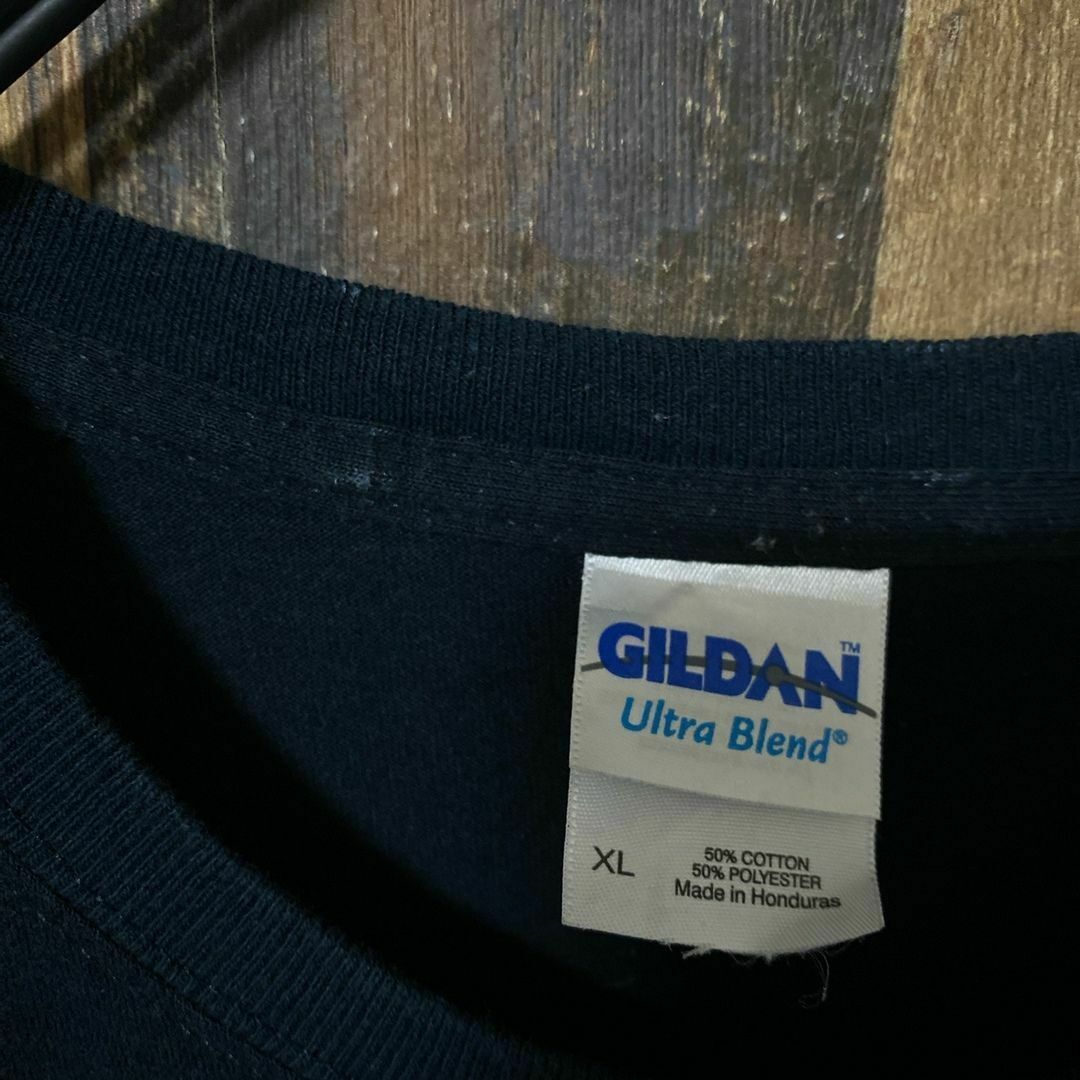 GILDAN™
Ultra Blend®
XL
50% COTTON
50% POLYESTER
Made in Honduras